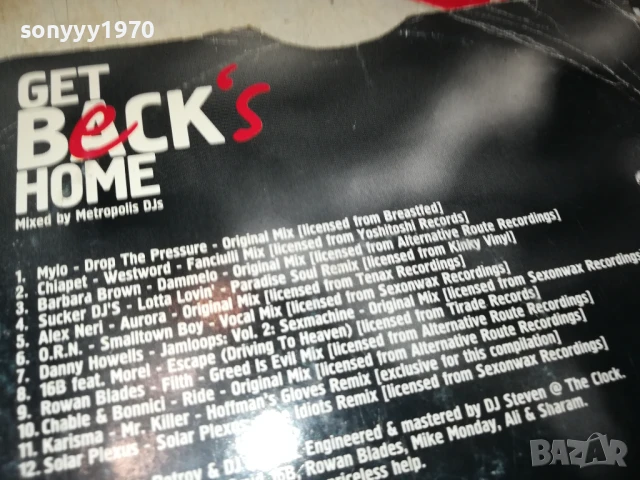 sonyyy1970
GET
BeCK's
HOME
Mixed by Metropolis DJs
1. Mylo - Drop The Pressure - Original Mix [licensed from Breastfed]
2. Chlapet - Westword - Fanciulli Mix [licensed from Yoshitoshi Records]
3. Barbara Brown - Dammelo - Original Mix [licensed from Alternative Route Recordings]
4. Sucker DJ'S - Lotta Lovin' - Paradise Soul Remix [licensed from Kinky Vinyl]
5. Alex Neri - Aurora - Original Mix [licensed from Tenax Recordings]
6. O.R.N. - Smalltown Boy - Vocal Mix [licensed from Sexonwax Recordings]
7. Danny Howells - Jamloops: Vol. 2: Sexmachine - Original Mix [licensed from Sexonwax Recordings
8. 16B feat. Morel - Escape (Driving To Heaven) [licensed from Tirade Records]
9. Rowan Blades - Filth - Greed Is Evil Mix [licensed from Alternative Route Recordings]
10. Chable & Bonnici - Ride - Original Mix [licensed from Alternative Route Recordings]
11. Karisma - Mr. Killer - Hoffman's Gloves Remix [exclusive for this compilation]
12. Solar Plexus - Solar Plexus Idiots Remix [licensed from Sexonwax Recordings]
Detroy & DJ Engineered & mastered by DJ Steven @ The Clock.
16B, Rowan Blades, Mike Monday, Ali & Sharam.
priceless help.
BAZAR